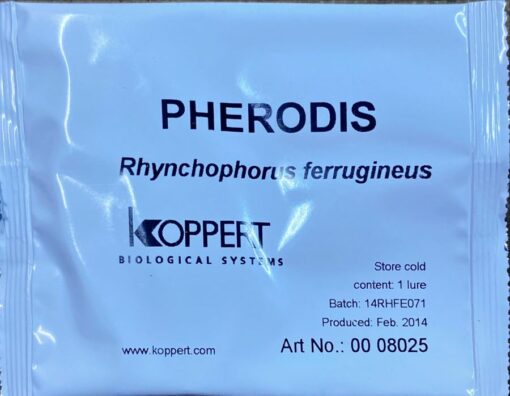 PHERODIS
Rhynchophorus ferrugineus
KOPPERT
BIOLOGICAL SYSTEMS
Store cold
content: 1 lure
Batch: 14RHFE071
Produced: Feb. 2014
www.koppert.com
Art No.: 00 08025